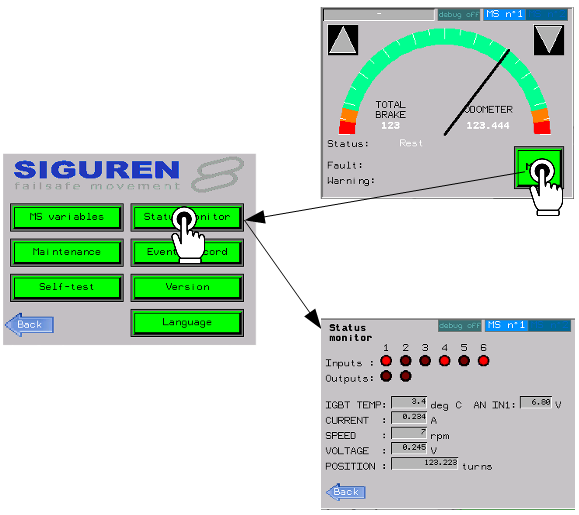 -
debug off
MS n°1
TOTAL
BRAKE
123
ODOMETER
123.444
Status: Rest
Fault:
Warning:
SIGUREN
failsafe movement
MS variables
Status monitor
Maintenance
Event record
Self-test
Version
Back
Language
debug off
MS n°1
Status
monitor
1 2 3 4 5 6
Inputs :
Outputs:
IGBT TEMP: 3.4 deg C AN IN1: 6.80 V
CURRENT : 0.234 A
SPEED : 7 rpm
VOLTAGE : 0.245 V
POSITION : 123.223 turns
Back